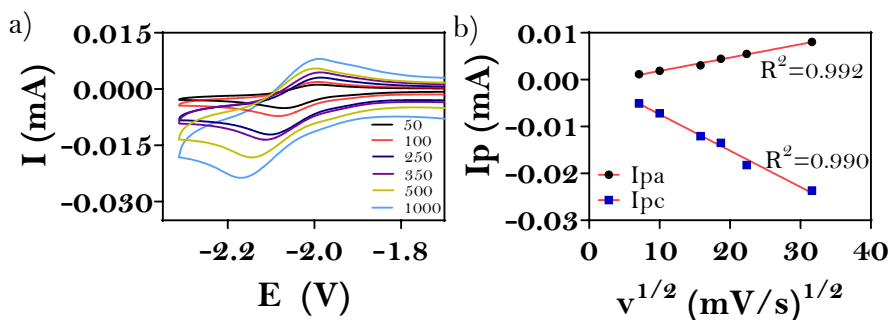 a)
I (mA)
0.015
0.000
-0.015
-0.030
50
100
250
350
500
1000
-2.2
-2.0
-1.8
E (V)
b)
Ip (mA)
0.01
0.00
-0.01
-0.02
-0.03
R²=0.992
R²=0.990
Ipa
Ipc
0
10
20
30
40
v^1/2 (mV/s)^1/2